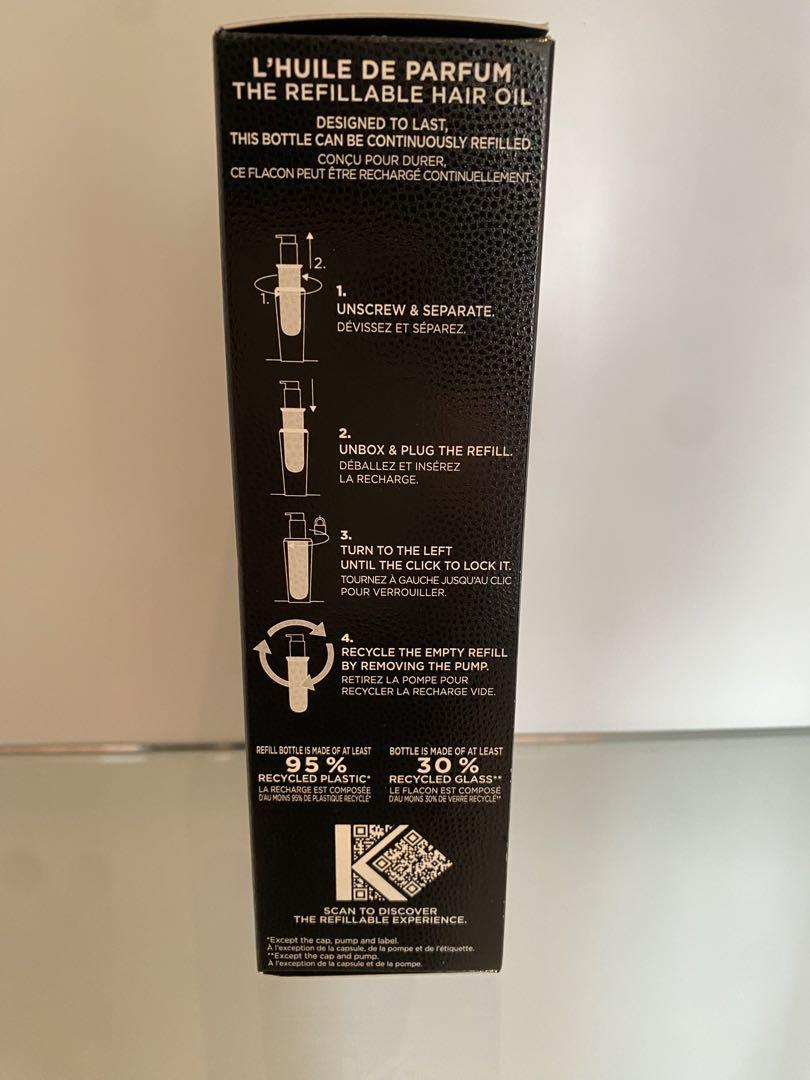 L'HUILE DE PARFUM
THE REFILLABLE HAIR OIL
DESIGNED TO LAST,
THIS BOTTLE CAN BE CONTINUOUSLY REFILLED.
CONÇU POUR DURER,
CE FLACON PEUT ÊTRE RECHARGÉ CONTINUELLEMENT.
2.
1.
1.
UNSCREW & SEPARATE.
DÉVISSEZ ET SÉPAREZ.
2.
UNBOX & PLUG THE REFILL.
DÉBALLEZ ET INSÉREZ
LA RECHARGE.
3.
TURN TO THE LEFT
UNTIL THE CLICK TO LOCK IT.
TOURNEZ À GAUCHE JUSQU'AU CLIC
POUR VERROUILLER.
4.
RECYCLE THE EMPTY REFILL
BY REMOVING THE PUMP.
RETIREZ LA POMPE POUR
RECYCLER LA RECHARGE VIDE.
REFILL BOTTLE IS MADE OF AT LEAST
95 %
RECYCLED PLASTIC*
LA RECHARGE EST COMPOSÉE
D'AU MOINS 95% DE PLASTIQUE RECYCLÉ*
BOTTLE IS MADE OF AT LEAST
30 %
RECYCLED GLASS**
LE FLACON EST COMPOSÉ
D'AU MOINS 30% DE VERRE RECYCLÉ**
K
SCAN TO DISCOVER
THE REFILLABLE EXPERIENCE.
*Except the cap, pump and label.
À l'exception de la capsule, de la pompe et de l'étiquette.
**Except the cap and pump.
À l'exception de la capsule et de la pompe.